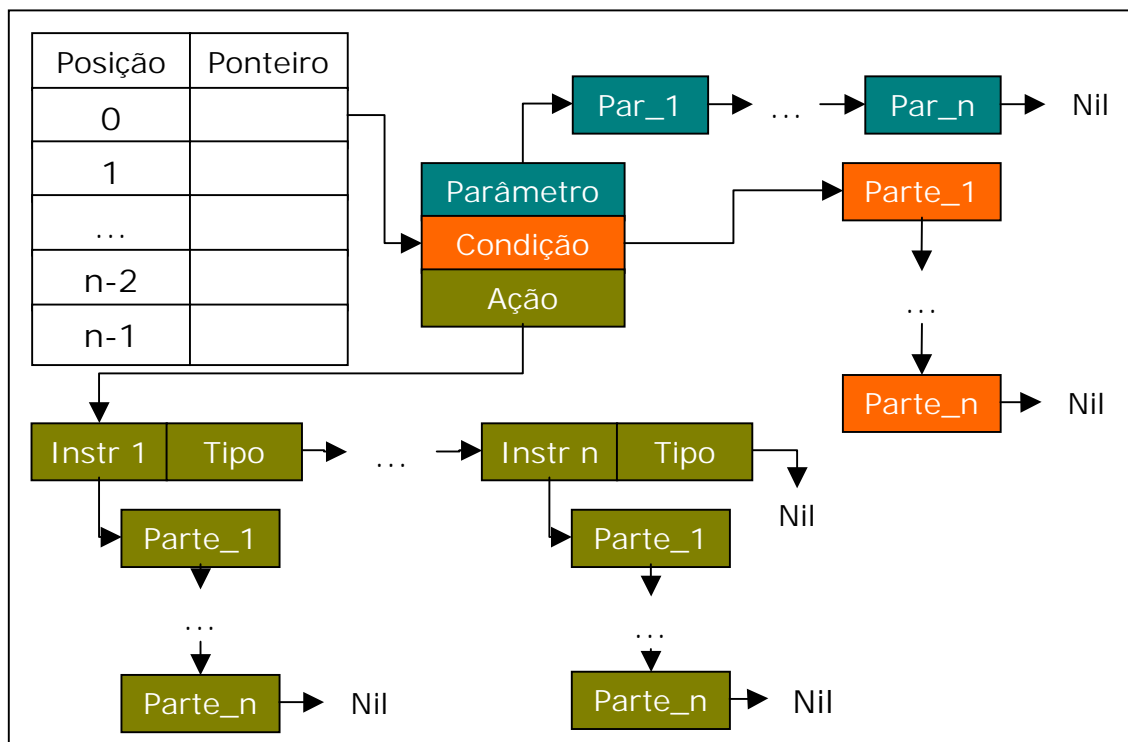 Posição Ponteiro
0
1
...
n-2
n-1
Par_1 ... Par_n Nil
Parâmetro
Condição
Ação
Parte_1
...
Parte_n Nil
Instr 1 Tipo ... Instr n Tipo
Nil
Parte_1
...
Parte_n Nil
Parte_1
...
Parte_n Nil